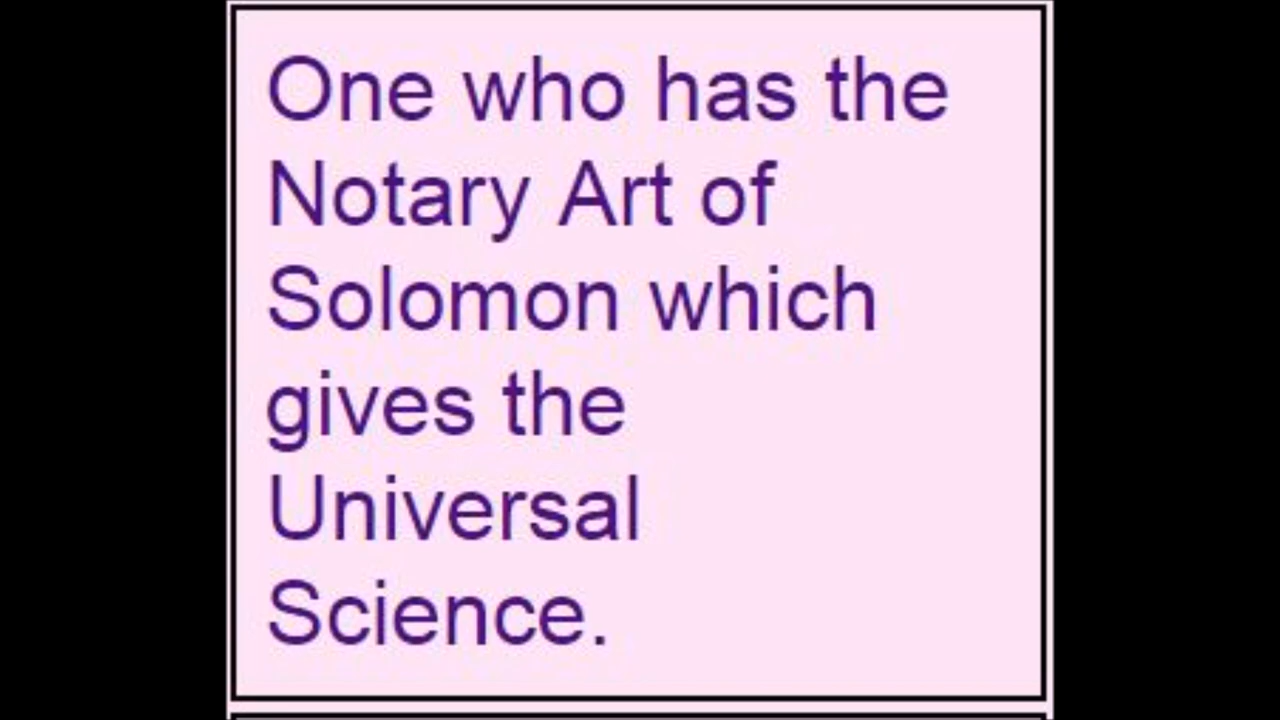 One who has the
Notary Art of
Solomon which
gives the
Universal
Science.